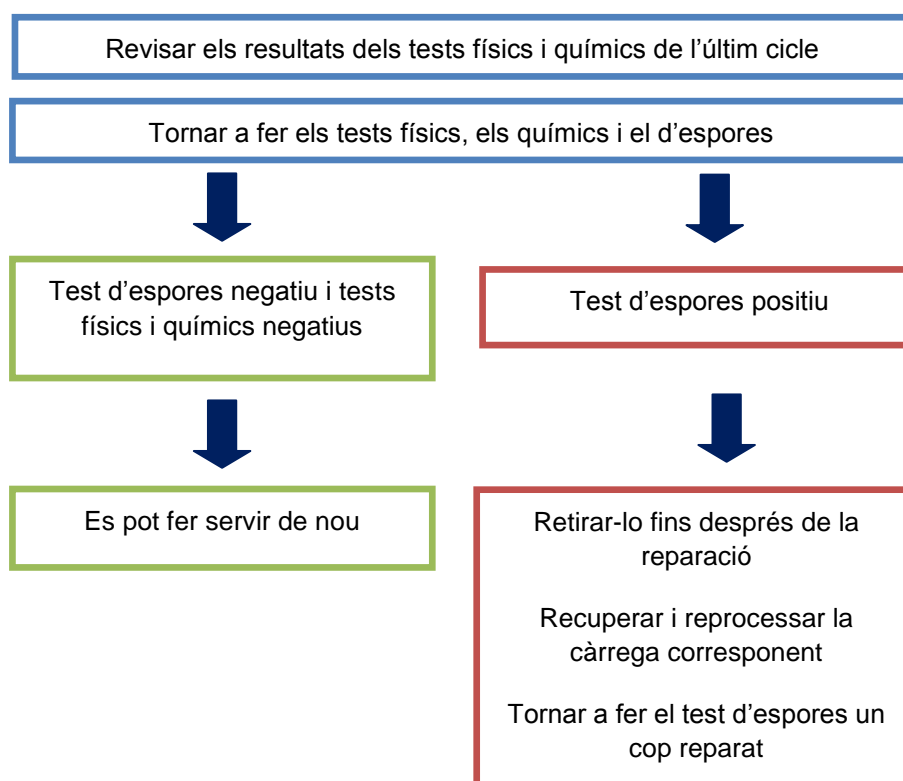 Revisar els resultats dels tests físics i químics de l’últim cicle
Tornar a fer els tests físics, els químics i el d’espores
Test d’espores negatiu i tests
físics i químics negatius
Test d’espores positiu
Es pot fer servir de nou
Retirar-lo fins després de la
reparació
Recuperar i reprocessar la
càrrega corresponent
Tornar a fer el test d’espores un
cop reparat